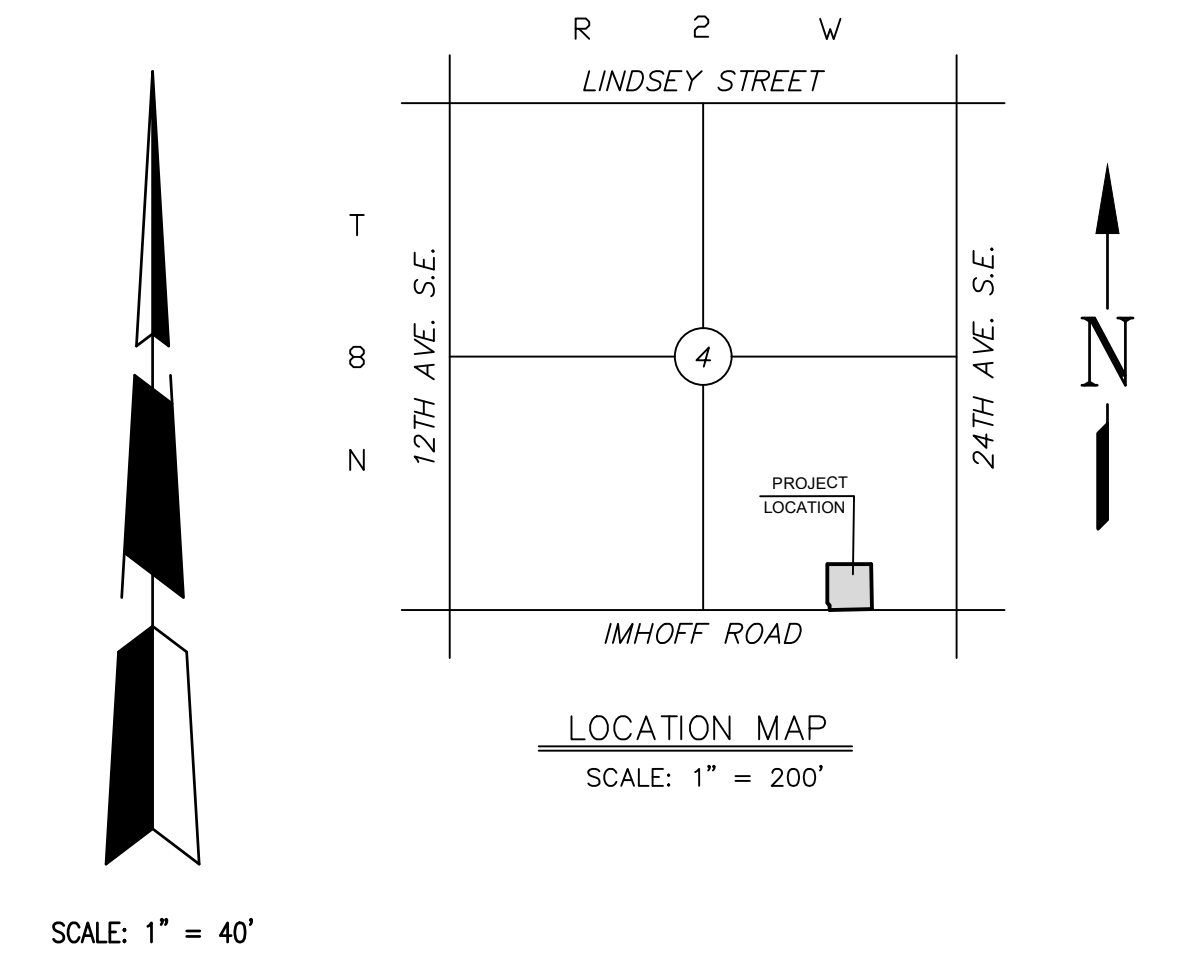 R 2 W
LINDSEY STREET
T
8
N
12TH AVE. S.E.
4
24TH AVE. S.E.
N
PROJECT
LOCATION
IMHOFF ROAD
LOCATION MAP
SCALE: 1" = 200'
SCALE: 1" = 40'